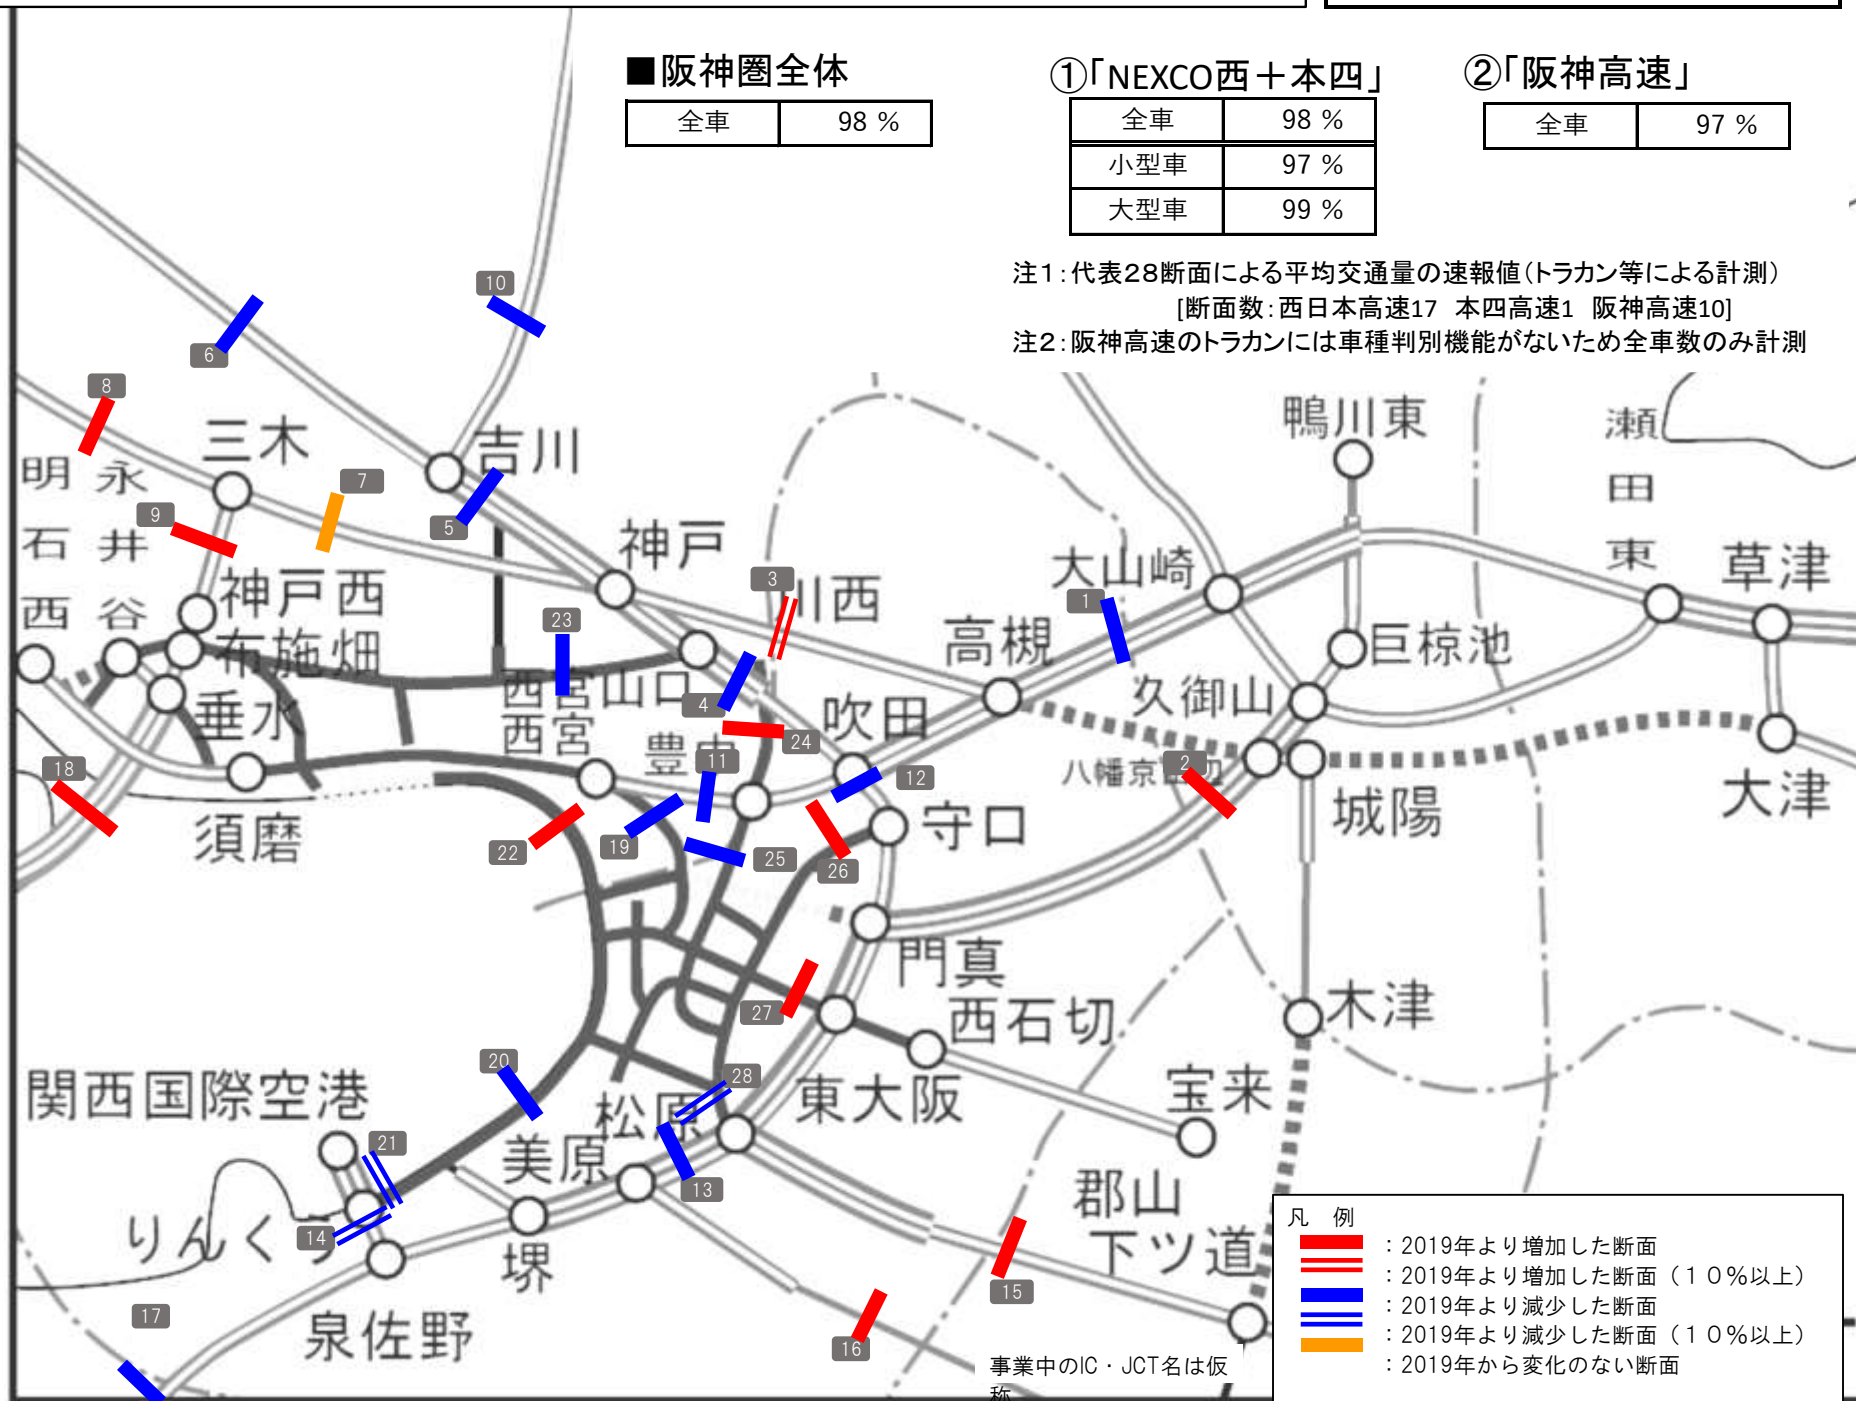 ■阪神圏全体
全車 98 %
①「NEXCO西＋本四」
全車 98 %
小型車 97 %
大型車 99 %
②「阪神高速」
全車 97 %
注１：代表２８断面による平均交通量の速報値（トラカン等による計測）
[断面数：西日本高速17 本四高速1 阪神高速10]
注２：阪神高速のトラカンには車種判別機能がないため全車数のみ計測
10
6
8
三木
吉川
鴨川東
瀬田東
明石西
永井谷
7
9
5
神戸
3
川西
大山崎
1
草津
神戸西
布施畑
23
高槻
巨椋池
西宮山口
西宮
4
久御山
垂水
吹田
24
豊中
11
12
八幡京田辺
2
18
須磨
22
19
25
26
守口
城陽
大津
門真
27
西石切
木津
20
28
関西国際空港
松原
東大阪
宝来
21
美原
13
郡山
下ツ道
りんくう
14
堺
15
17
泉佐野
16
事業中のIC・JCT名は仮
称
凡 例
：2019年より増加した断面
：2019年より増加した断面（１０％以上）
：2019年より減少した断面
：2019年より減少した断面（１０％以上）
：2019年から変化のない断面